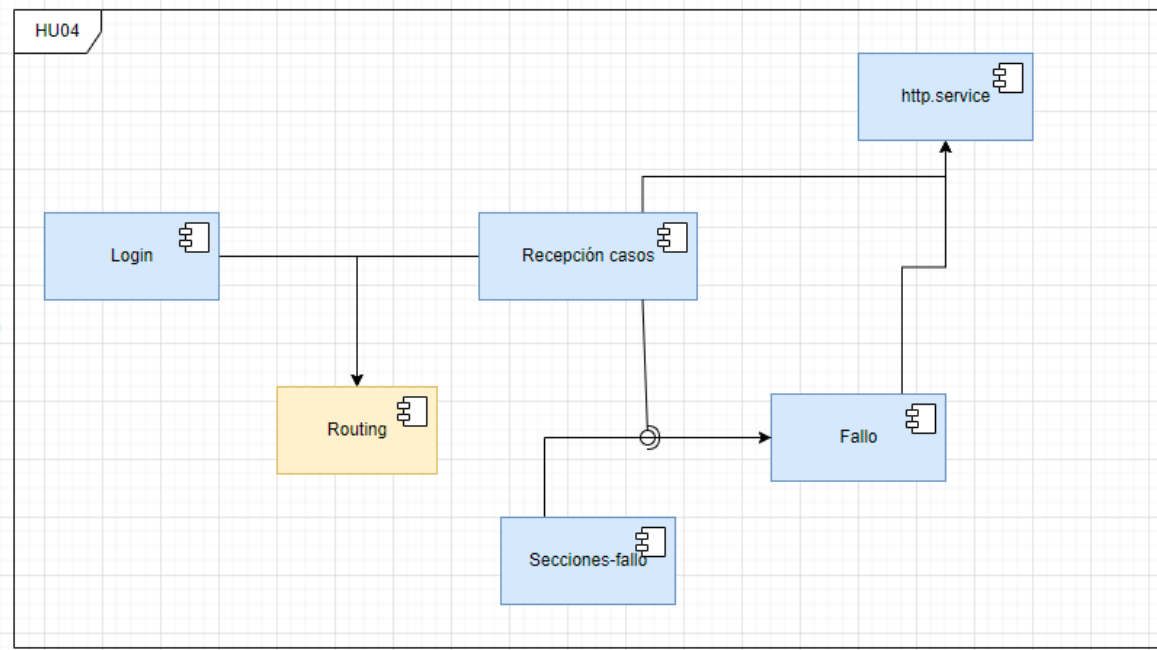 HU04
http.service
Login
Recepción casos
Routing
Fallo
Secciones-fallo